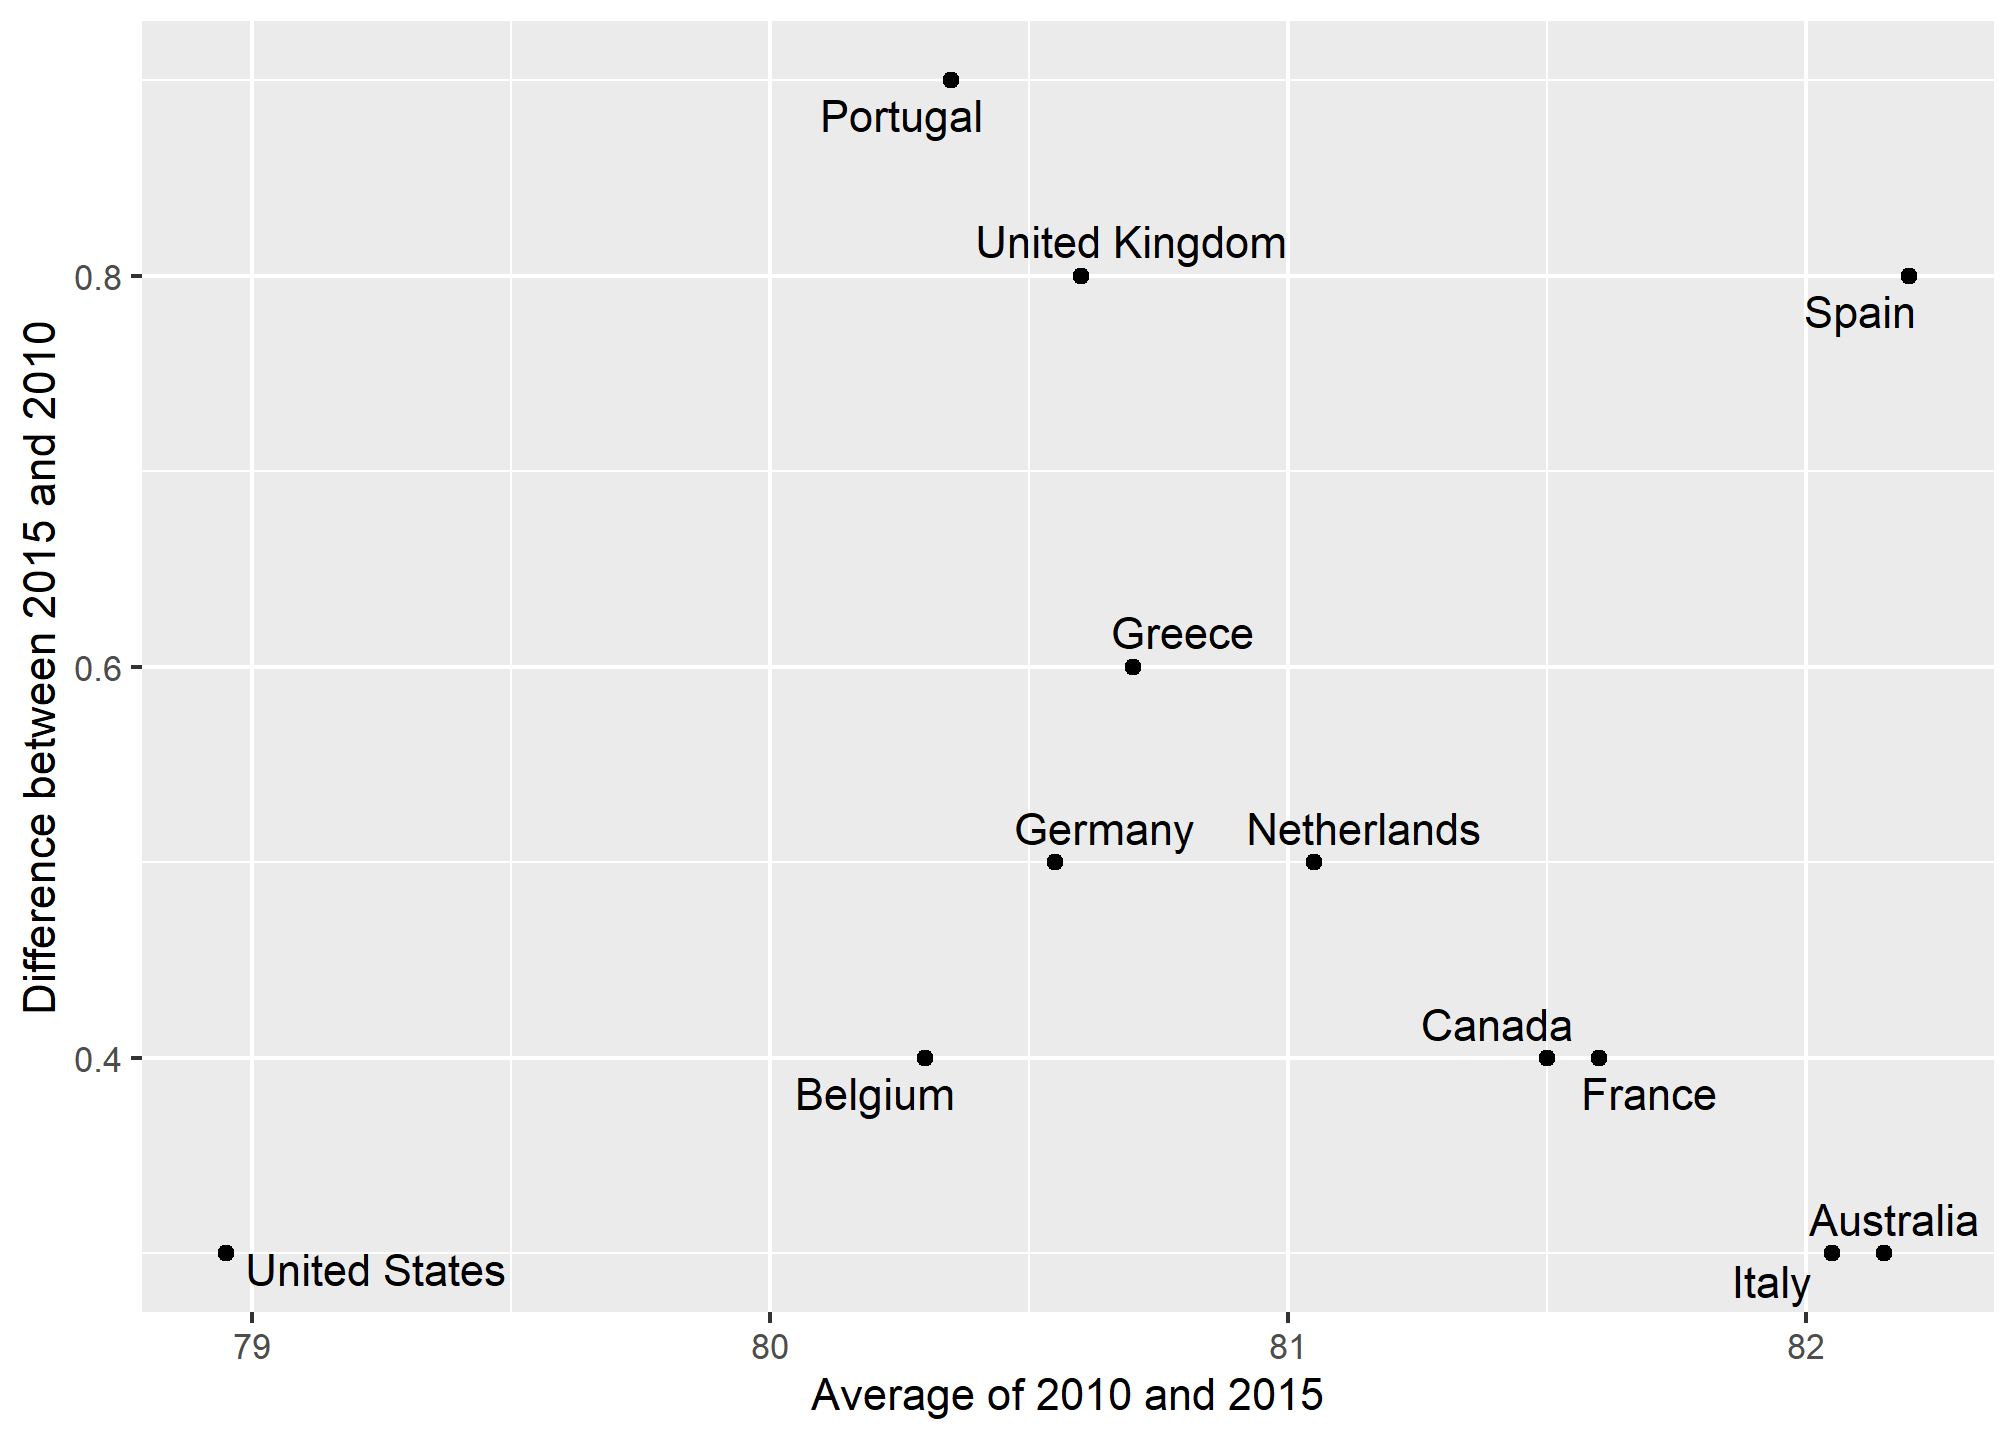 Portugal
United Kingdom
0.8
Spain
Greece
0.6
Germany
Netherlands
Difference between 2015 and 2010
Canada
0.4
Belgium
France
Australia
United States
Italy
79
80
81
82
Average of 2010 and 2015